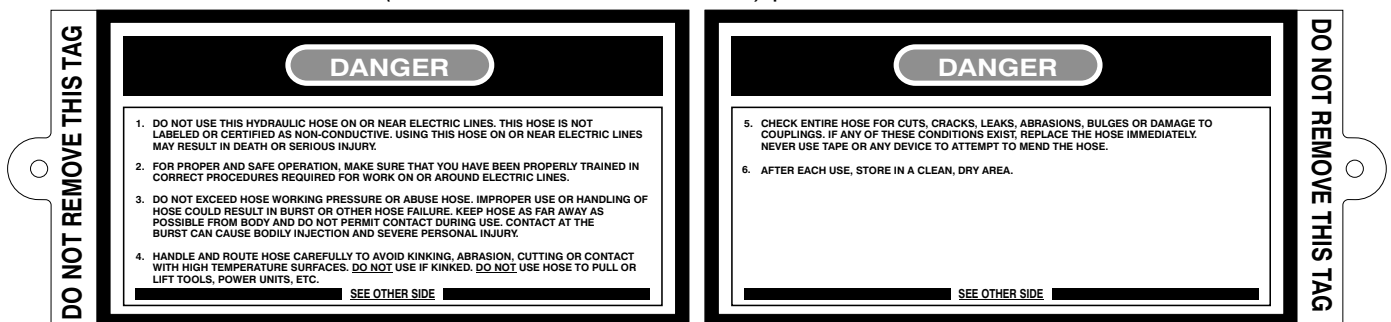 DO NOT REMOVE THIS TAG
DANGER
1. DO NOT USE THIS HYDRAULIC HOSE ON OR NEAR ELECTRIC LINES. THIS HOSE IS NOT
LABELED OR CERTIFIED AS NON-CONDUCTIVE. USING THIS HOSE ON OR NEAR ELECTRIC LINES
MAY RESULT IN DEATH OR SERIOUS INJURY.
2. FOR PROPER AND SAFE OPERATION, MAKE SURE THAT YOU HAVE BEEN PROPERLY TRAINED IN
CORRECT PROCEDURES REQUIRED FOR WORK ON OR AROUND ELECTRIC LINES.
3. DO NOT EXCEED HOSE WORKING PRESSURE OR ABUSE HOSE. IMPROPER USE OR HANDLING OF
HOSE COULD RESULT IN BURST OR OTHER HOSE FAILURE. KEEP HOSE AS FAR AWAY AS
POSSIBLE FROM BODY AND DO NOT PERMIT CONTACT DURING USE. CONTACT AT THE
BURST CAN CAUSE BODILY INJECTION AND SEVERE PERSONAL INJURY.
4. HANDLE AND ROUTE HOSE CAREFULLY TO AVOID KINKING, ABRASION, CUTTING OR CONTACT
WITH HIGH TEMPERATURE SURFACES. DO NOT USE IF KINKED. DO NOT USE HOSE TO PULL OR
LIFT TOOLS, POWER UNITS, ETC.
SEE OTHER SIDE
DANGER
5. CHECK ENTIRE HOSE FOR CUTS, CRACKS, LEAKS, ABRASIONS, BULGES OR DAMAGE TO
COUPLINGS. IF ANY OF THESE CONDITIONS EXIST, REPLACE THE HOSE IMMEDIATELY.
NEVER USE TAPE OR ANY DEVICE TO ATTEMPT TO MEND THE HOSE.
6. AFTER EACH USE, STORE IN A CLEAN, DRY AREA.
SEE OTHER SIDE
DO NOT REMOVE THIS TAG